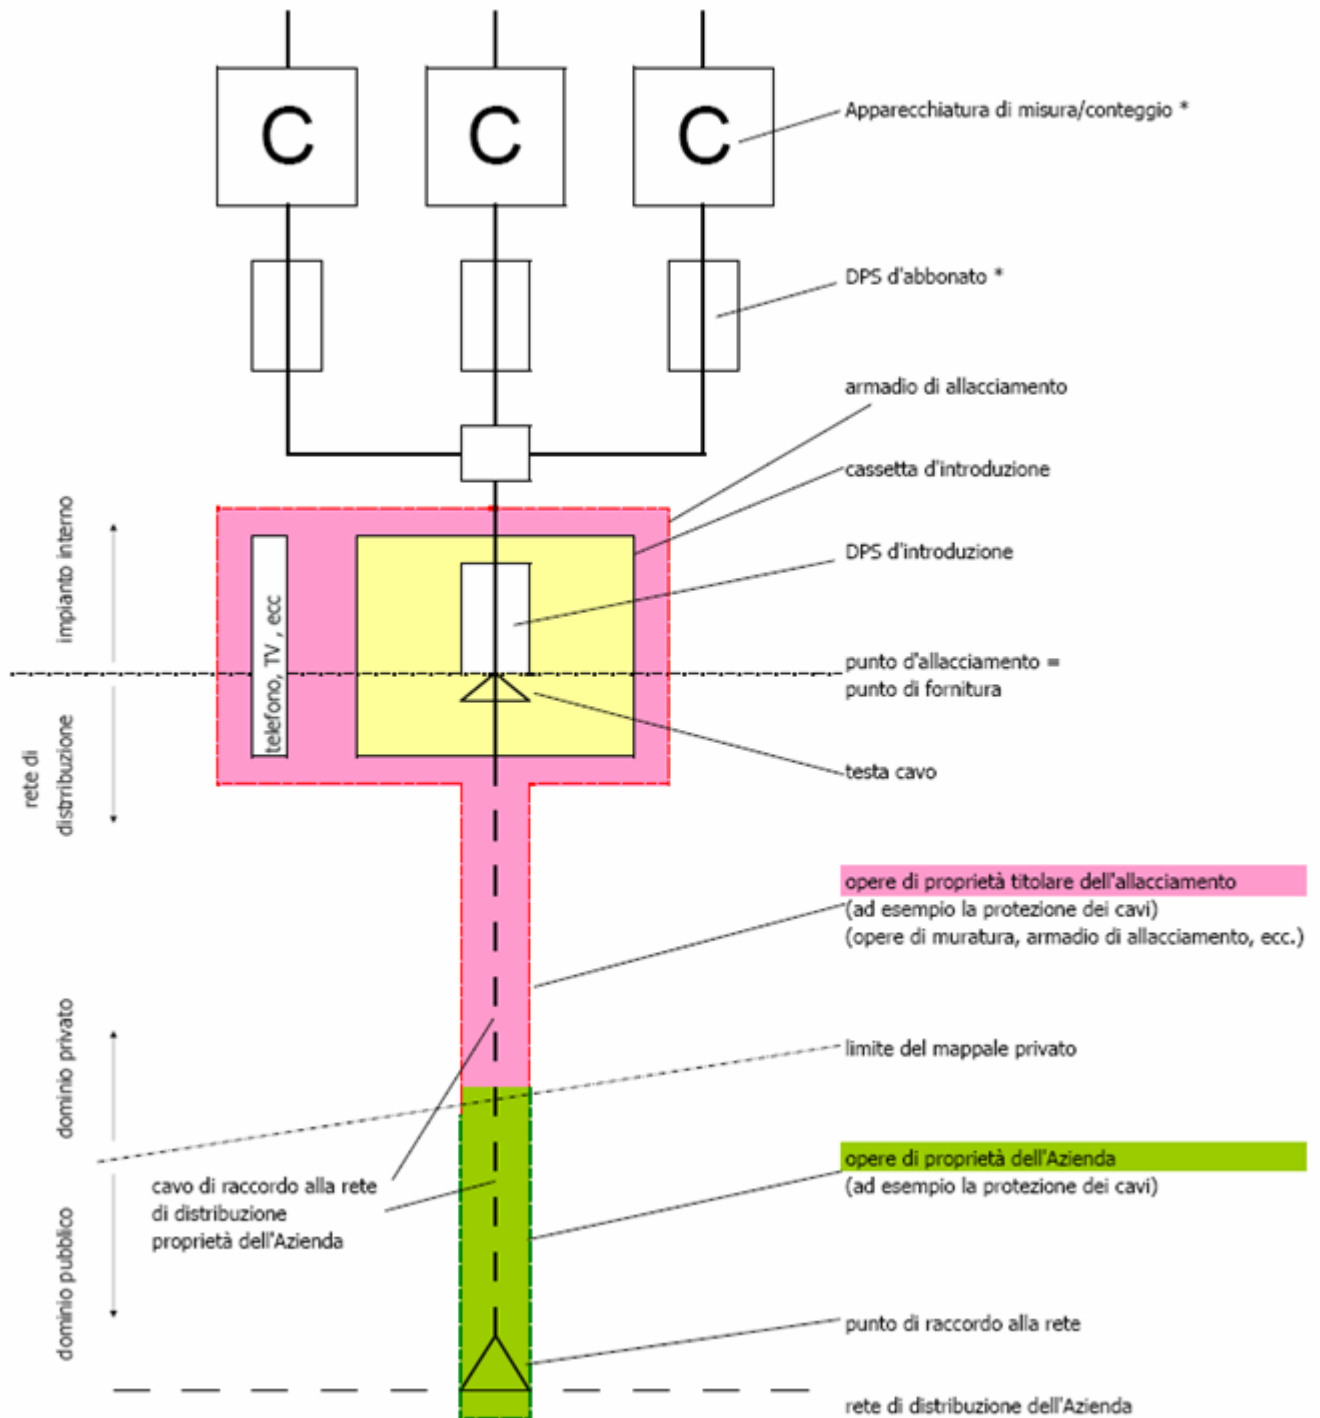 C
C
C
Apparecchiatura di misura/conteggio *
DPS d'abbonato *
armadio di allacciamento
cassetta d'introduzione
DPS d'introduzione
impianto interno
telefono, TV , ecc
punto d'allacciamento =
punto di fornitura
rete di
distrribuzione
testa cavo
opere di proprietà titolare dell'allacciamento
(ad esempio la protezione dei cavi)
(opere di muratura, armadio di allacciamento, ecc.)
dominio privato
limite del mappale privato
opere di proprietà dell'Azienda
(ad esempio la protezione dei cavi)
cavo di raccordo alla rete
di distribuzione
proprietà dell'Azienda
dominio pubblico
punto di raccordo alla rete
rete di distribuzione dell'Azienda